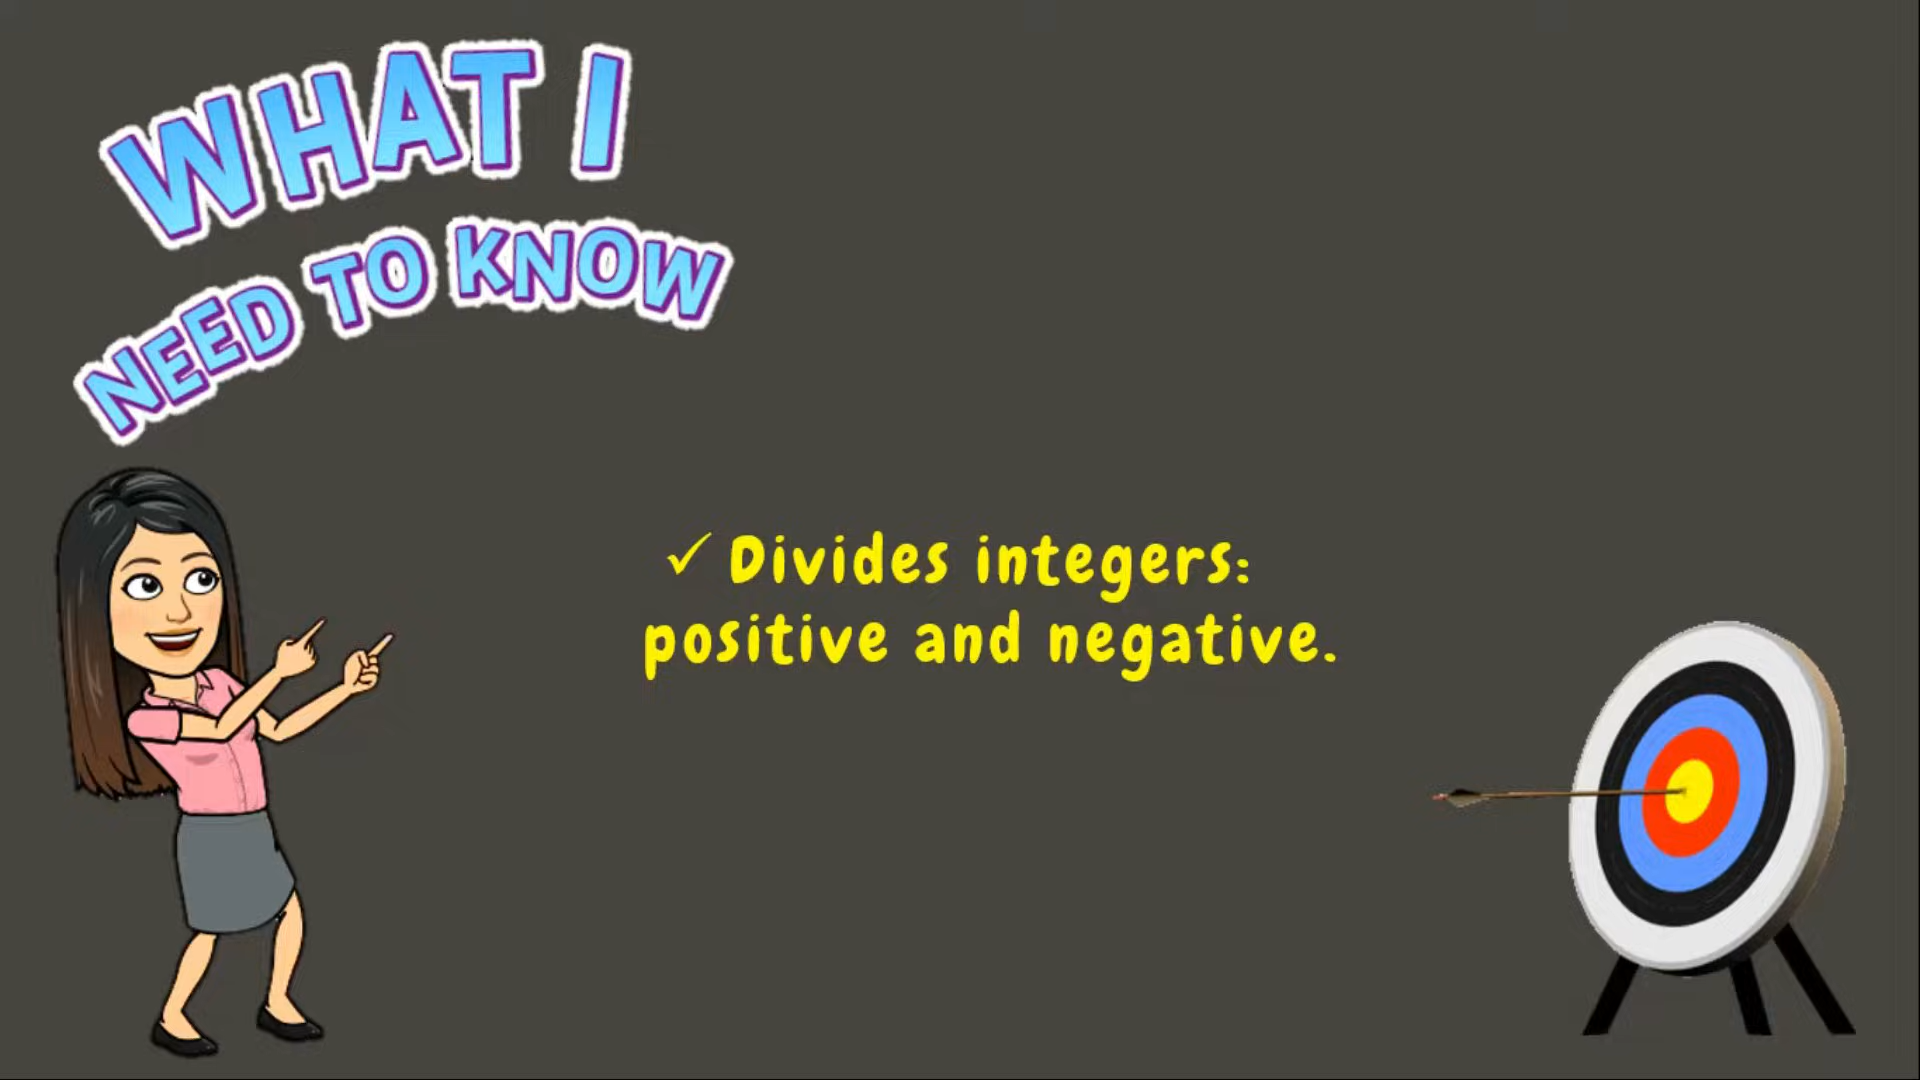 WHAT I
NEED TO KNOW
✓ Divides integers:
positive and negative.